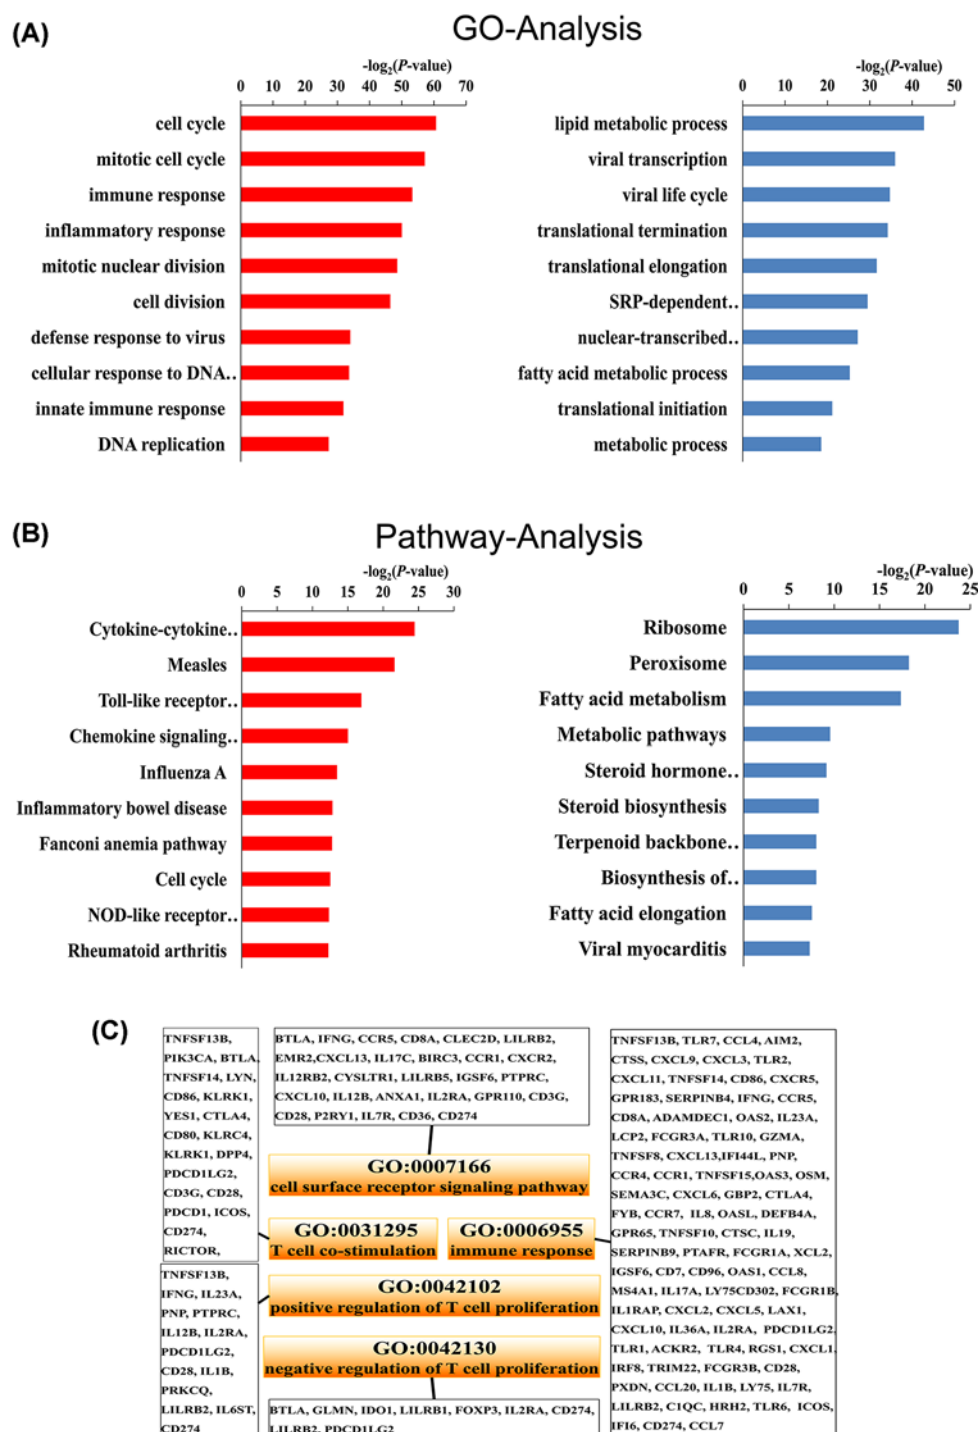 (A)
GO-Analysis
-log2(P-value)
0 10 20 30 40 50 60 70
cell cycle
mitotic cell cycle
immune response
inflammatory response
mitotic nuclear division
cell division
defense response to virus
cellular response to DNA..
innate immune response
DNA replication
-log2(P-value)
0 10 20 30 40 50
lipid metabolic process
viral transcription
viral life cycle
translational termination
translational elongation
SRP-dependent..
nuclear-transcribed..
fatty acid metabolic process
translational initiation
metabolic process
(B)
Pathway-Analysis
-log2(P-value)
0 5 10 15 20 25 30
Cytokine-cytokine..
Measles
Toll-like receptor..
Chemokine signaling..
Influenza A
Inflammatory bowel disease
Fanconi anemia pathway
Cell cycle
NOD-like receptor..
Rheumatoid arthritis
-log2(P-value)
0 5 10 15 20 25
Ribosome
Peroxisome
Fatty acid metabolism
Metabolic pathways
Steroid hormone..
Steroid biosynthesis
Terpenoid backbone..
Biosynthesis of..
Fatty acid elongation
Viral myocarditis
(C)
TNFSF13B,
PIK3CA, BTLA,
TNFSF14, LYN,
CD86, KLRK1,
YES1, CTLA4,
CD80, KLRC4,
KLRK1, DPP4,
PDCD1LG2,
CD3G, CD28,
PDCD1, ICOS,
CD274,
RICTOR,
BTLA, IFNG, CCR5, CD8A, CLEC2D, LILRB2,
EMR2,CXCL13, IL17C, BIRC3, CCR1, CXCR2,
IL12RB2, CYSLTR1, LILRB5, IGSF6, PTPRC,
CXCL10, IL12B, ANXA1, IL2RA, GPR110, CD3G,
CD28, P2RY1, IL7R, CD36, CD274
GO:0007166
cell surface receptor signaling pathway
GO:0031295
T cell co-stimulation
GO:0006955
immune response
GO:0042102
positive regulation of T cell proliferation
GO:0042130
negative regulation of T cell proliferation
TNFSF13B,
IFNG, IL23A,
PNP, PTPRC,
IL12B, IL2RA,
PDCD1LG2,
CD28, IL1B,
PRKCQ,
LILRB2, IL6ST,
CD274
BTLA, GLMN, IDO1, LILRB1, FOXP3, IL2RA, CD274,
LILRB2, PDCD1LG2
TNFSF13B, TLR7, CCL4, AIM2,
CTSS, CXCL9, CXCL3, TLR2,
CXCL11, TNFSF14, CD86, CXCR5,
GPR183, SERPINB4, IFNG, CCR5,
CD8A, ADAMDEC1, OAS2, IL23A,
LCP2, FCGR3A, TLR10, GZMA,
TNFSF8, CXCL13,IFI44L, PNP,
CCR4, CCR1, TNFSF15,OAS3, OSM,
SEMA3C, CXCL6, GBP2, CTLA4,
FYB, CCR7, IL8, OASL, DEFB4A,
GPR65, TNFSF10, CTSC, IL19,
SERPINB9, PTAFR, FCGR1A, XCL2,
IGSF6, CD7, CD96, OAS1, CCL8,
MS4A1, IL17A, LY75CD302, FCGR1B,
IL1RAP, CXCL2, CXCL5, LAX1,
CXCL10, IL36A, IL2RA, PDCD1LG2,
TLR1, ACKR2, TLR4, RGS1, CXCL1,
IRF8, TRIM22, FCGR3B, CD28,
PXDN, CCL20, IL1B, LY75, IL7R,
LILRB2, C1QC, HRH2, TLR6, ICOS,
IFI6, CD274, CCL7